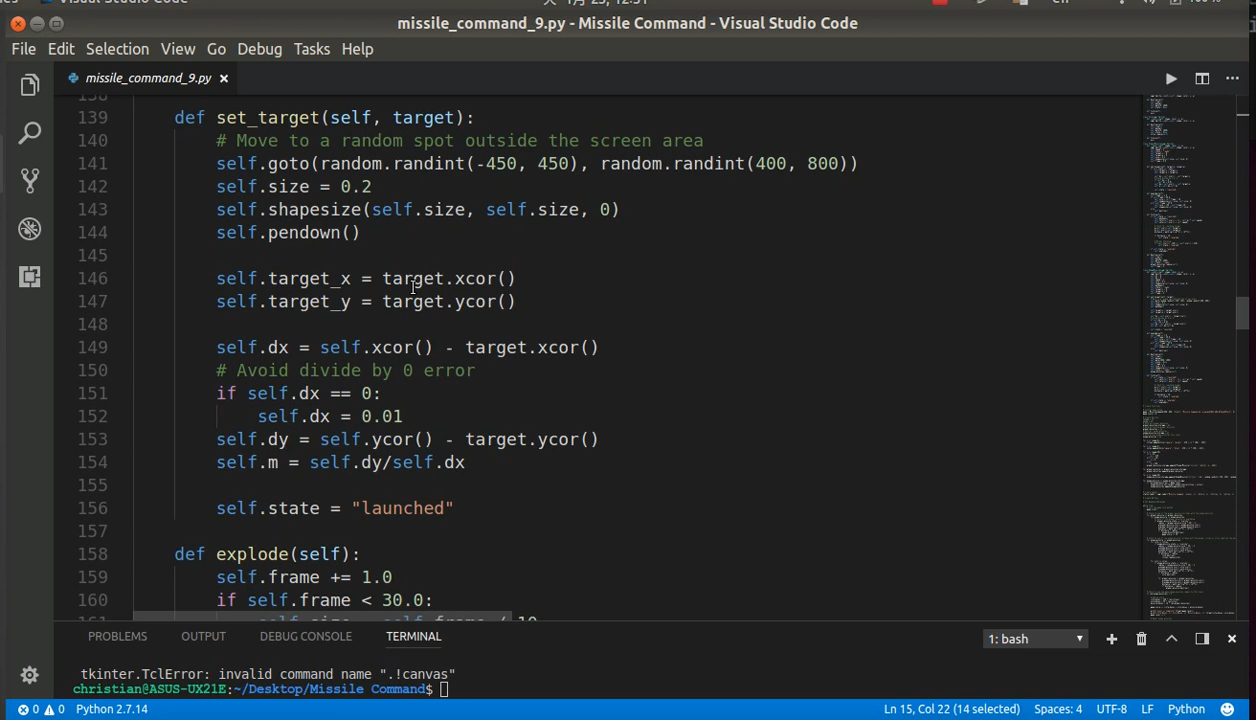 missile_command_9.py - Missile Command - Visual Studio Code
File Edit Selection View Go Debug Tasks Help
missile_command_9.py ×
139 def set_target(self, target):
140 # Move to a random spot outside the screen area
141 self.goto(random.randint(-450, 450), random.randint(400, 800))
142 self.size = 0.2
143 self.shapesize(self.size, self.size, 0)
144 self.pendown()
145
146 self.target_x = target.xcor()
147 self.target_y = target.ycor()
148
149 self.dx = self.xcor() - target.xcor()
150 # Avoid divide by 0 error
151 if self.dx == 0:
152 self.dx = 0.01
153 self.dy = self.ycor() - target.ycor()
154 self.m = self.dy/self.dx
155
156 self.state = "launched"
157
158 def explode(self):
159 self.frame += 1.0
160 if self.frame < 30.0:
PROBLEMS OUTPUT DEBUG CONSOLE TERMINAL 1: bash
tkinter.TclError: invalid command name ".!canvas"
christian@ASUS-UX21E:~/Desktop/Missile Command$
0 0 Python 2.7.14 Ln 15, Col 22 (14 selected) Spaces: 4 UTF-8 LF Python